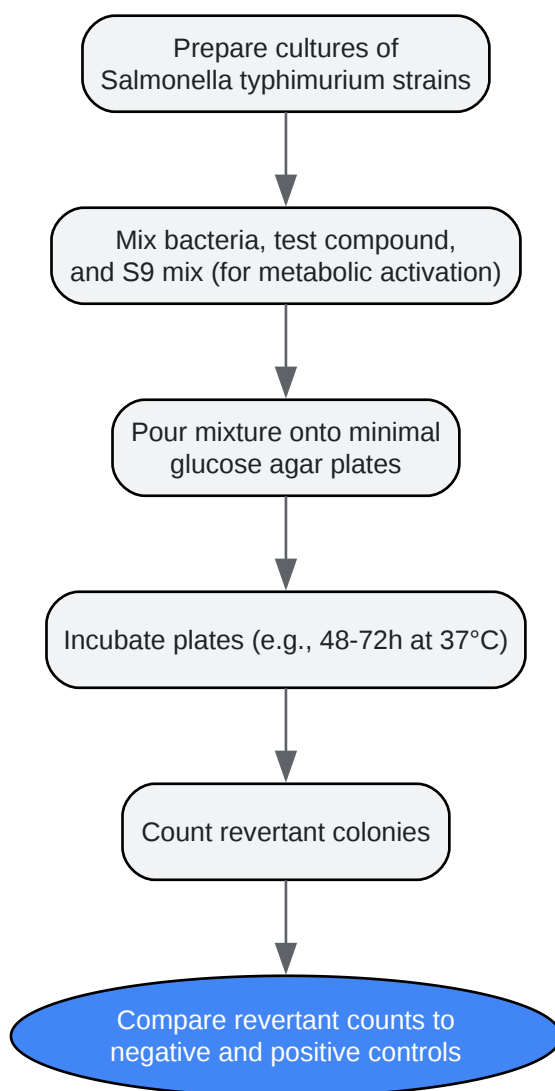 Prepare cultures of
Salmonella typhimurium strains
Mix bacteria, test compound,
and S9 mix (for metabolic activation)
Pour mixture onto minimal
glucose agar plates
Incubate plates (e.g., 48-72h at 37°C)
Count revertant colonies
Compare revertant counts to
negative and positive controls